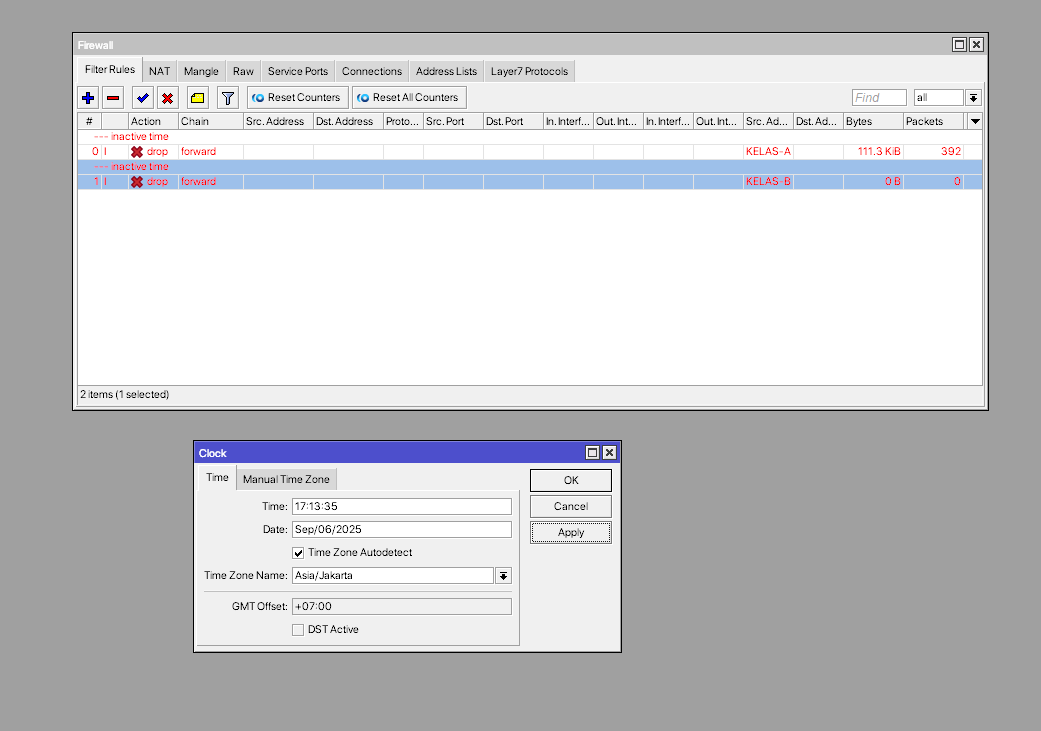 Firewall
Filter Rules NAT Mangle Raw Service Ports Connections Address Lists Layer7 Protocols
Reset Counters Reset All Counters Find all
# Action Chain Src. Address Dst. Address Proto... Src. Port Dst. Port In. Interf... Out. Int... In. Interf... Out. Int... Src. Ad... Dst. Ad... Bytes Packets
--- inactive time
0 I drop forward KELAS-A 111.3 KiB 392
--- inactive time
1 I drop forward KELAS-B 0 B 0
2 items (1 selected)
Clock
Time Manual Time Zone
OK
Time: 17:13:35
Cancel
Date: Sep/06/2025
Apply
Time Zone Autodetect
Time Zone Name: Asia/Jakarta
GMT Offset: +07:00
DST Active